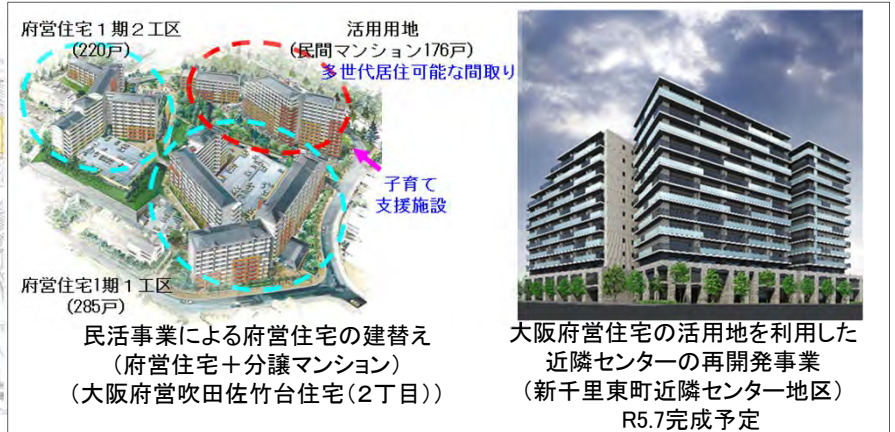 府営住宅1期2工区
(220戸)
活用用地
(民間マンション176戸)
多世代居住可能な間取り
子育て
支援施設
府営住宅1期1工区
(285戸)
民活事業による府営住宅の建替え
(府営住宅+分譲マンション)
(大阪府営吹田佐竹台住宅(2丁目))
大阪府営住宅の活用地を利用した
近隣センターの再開発事業
(新千里東町近隣センター地区)
R5.7完成予定